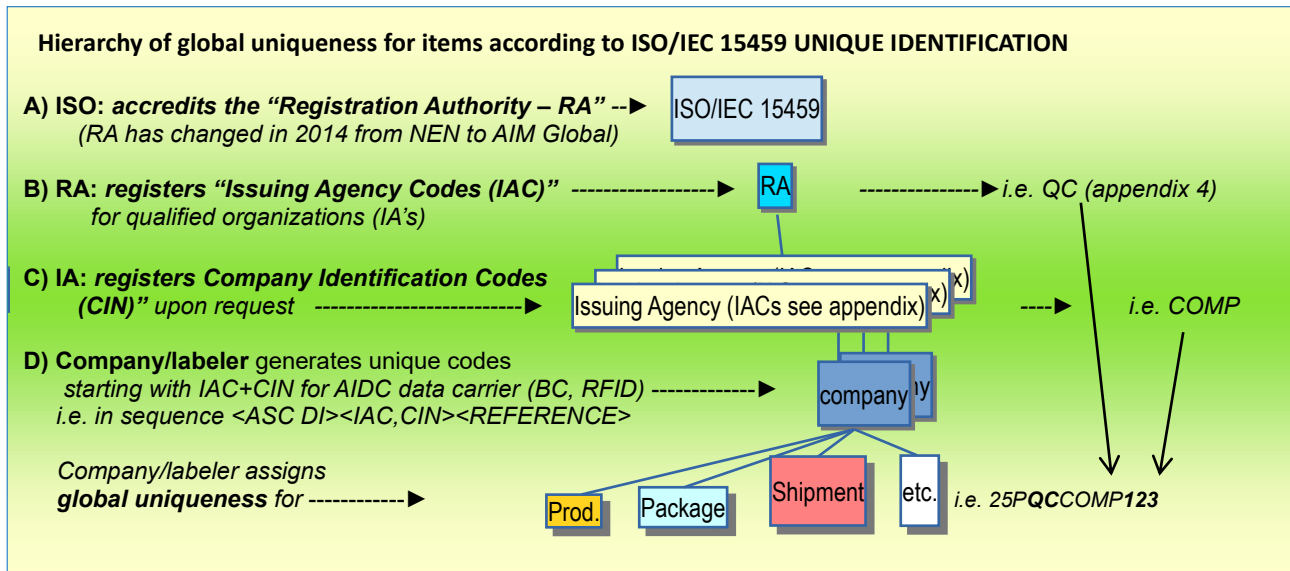 Hierarchy of global uniqueness for items according to ISO/IEC 15459 UNIQUE IDENTIFICATION
A) ISO: accredits the “Registration Authority – RA” --► ISO/IEC 15459
(RA has changed in 2014 from NEN to AIM Global)
B) RA: registers “Issuing Agency Codes (IAC)” ------------------► RA --------------► i.e. QC (appendix 4)
for qualified organizations (IA’s)
C) IA: registers Company Identification Codes
(CIN)” upon request --------------------► Issuing Agency (IACs see appendix) ----► i.e. COMP
D) Company/labeler generates unique codes
starting with IAC+CIN for AIDC data carrier (BC, RFID) -------------► company
i.e. in sequence <ASC DI><IAC,CIN><REFERENCE>
Company/labeler assigns
global uniqueness for ------------► Prod. Package Shipment etc. i.e. 25PQCCOMP123